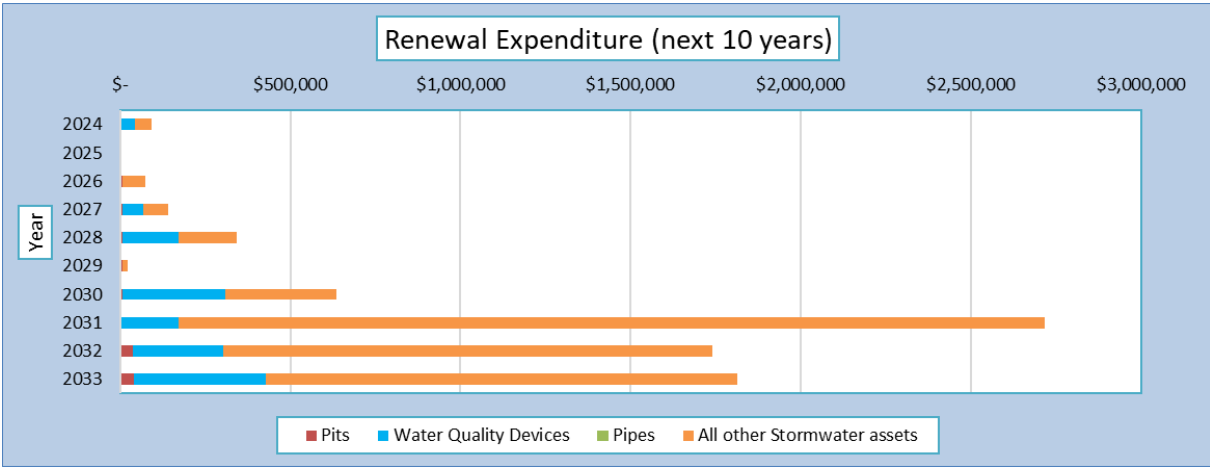 Renewal Expenditure (next 10 years)
$- $500,000 $1,000,000 $1,500,000 $2,000,000 $2,500,000 $3,000,000
Year
2024
2025
2026
2027
2028
2029
2030
2031
2032
2033
Pits Water Quality Devices Pipes All other Stormwater assets